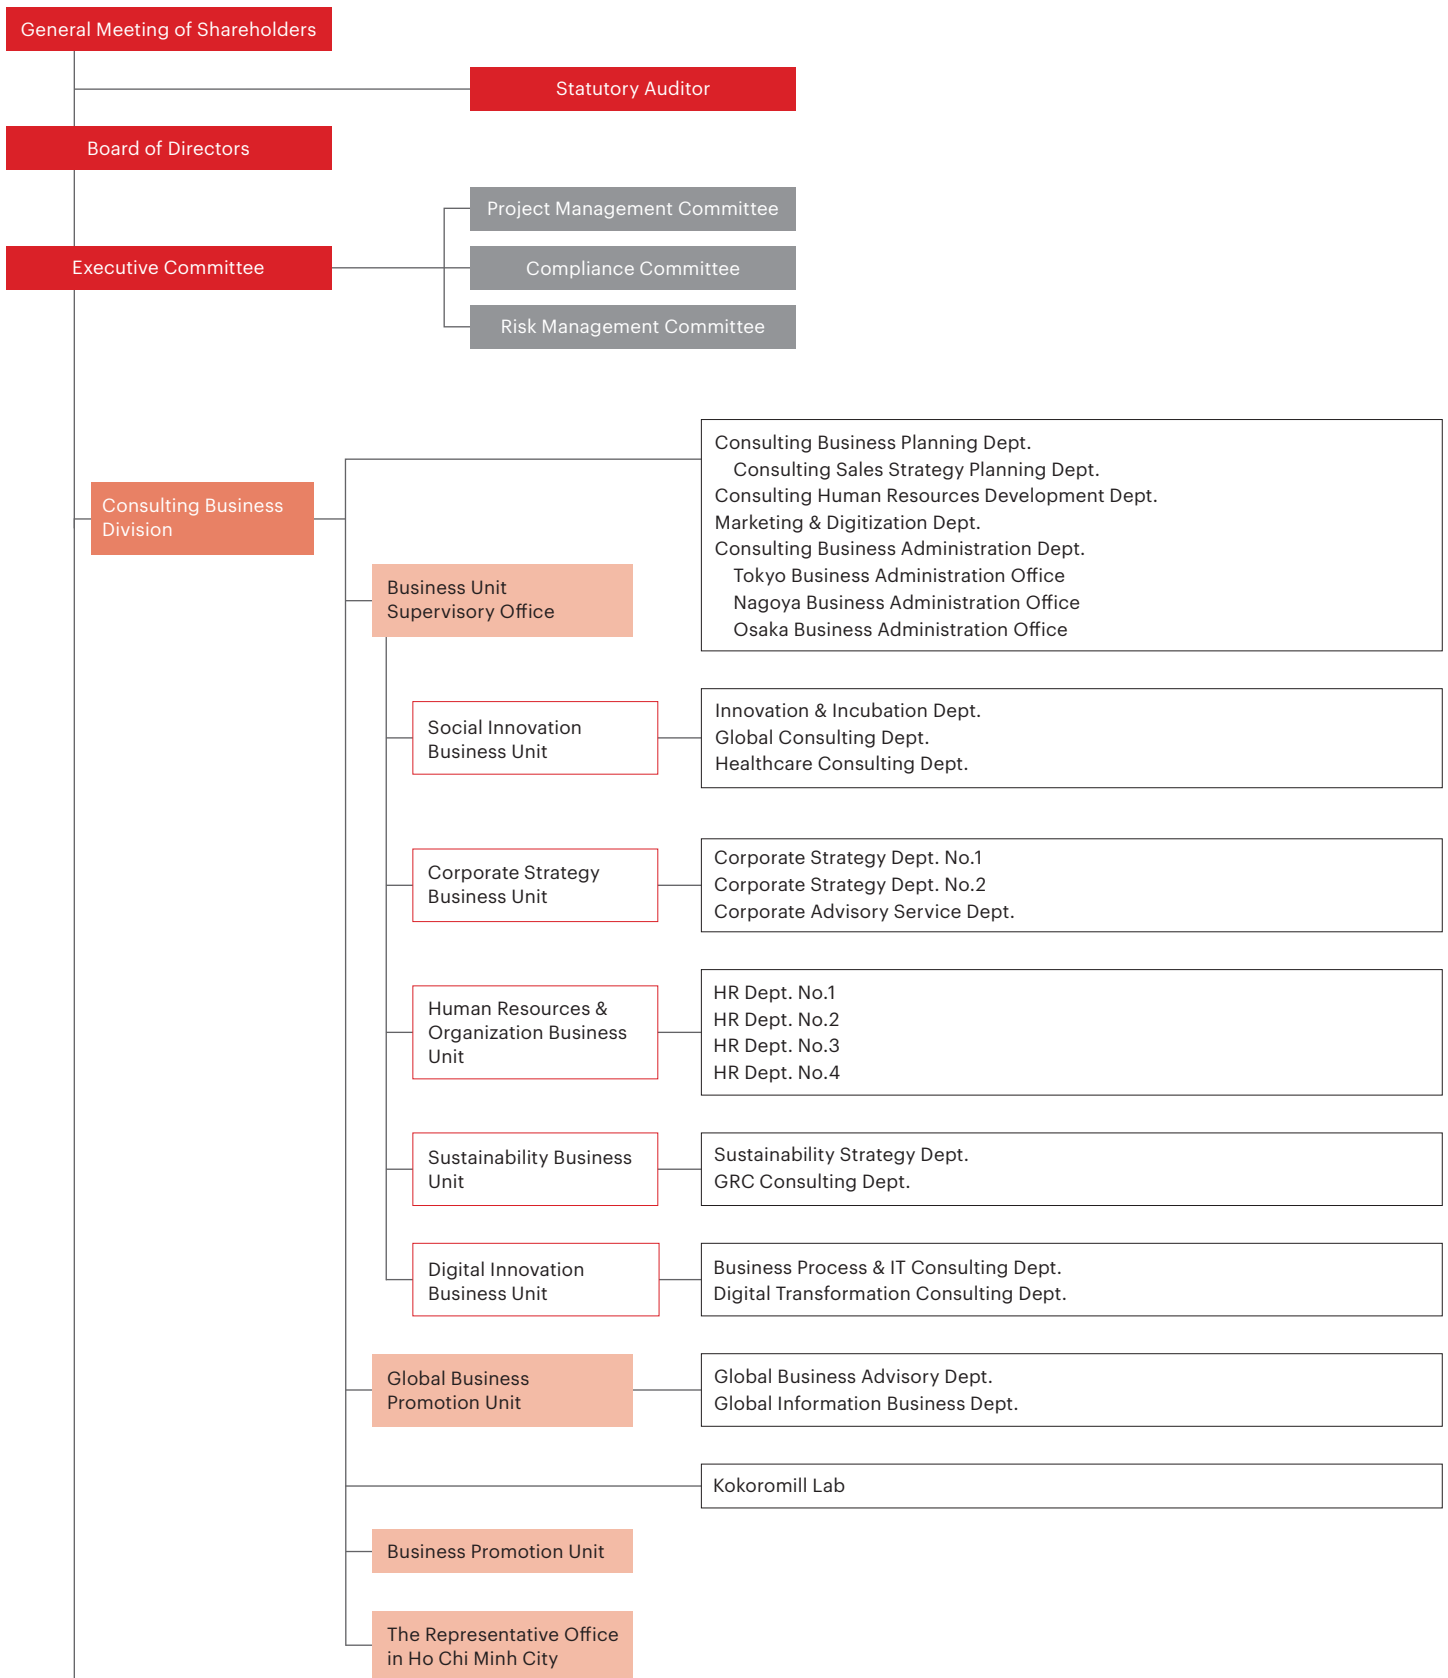 General Meeting of Shareholders
Statutory Auditor
Board of Directors
Project Management Committee
Executive Committee
Compliance Committee
Risk Management Committee
Consulting Business
Division
Consulting Business Planning Dept.
Consulting Sales Strategy Planning Dept.
Consulting Human Resources Development Dept.
Marketing & Digitization Dept.
Consulting Business Administration Dept.
Tokyo Business Administration Office
Nagoya Business Administration Office
Osaka Business Administration Office
Business Unit
Supervisory Office
Social Innovation
Business Unit
Innovation & Incubation Dept.
Global Consulting Dept.
Healthcare Consulting Dept.
Corporate Strategy
Business Unit
Corporate Strategy Dept. No.1
Corporate Strategy Dept. No.2
Corporate Advisory Service Dept.
Human Resources &
Organization Business
Unit
HR Dept. No.1
HR Dept. No.2
HR Dept. No.3
HR Dept. No.4
Sustainability Business
Unit
Sustainability Strategy Dept.
GRC Consulting Dept.
Digital Innovation
Business Unit
Business Process & IT Consulting Dept.
Digital Transformation Consulting Dept.
Global Business
Promotion Unit
Global Business Advisory Dept.
Global Information Business Dept.
Kokoromill Lab
Business Promotion Unit
The Representative Office
in Ho Chi Minh City